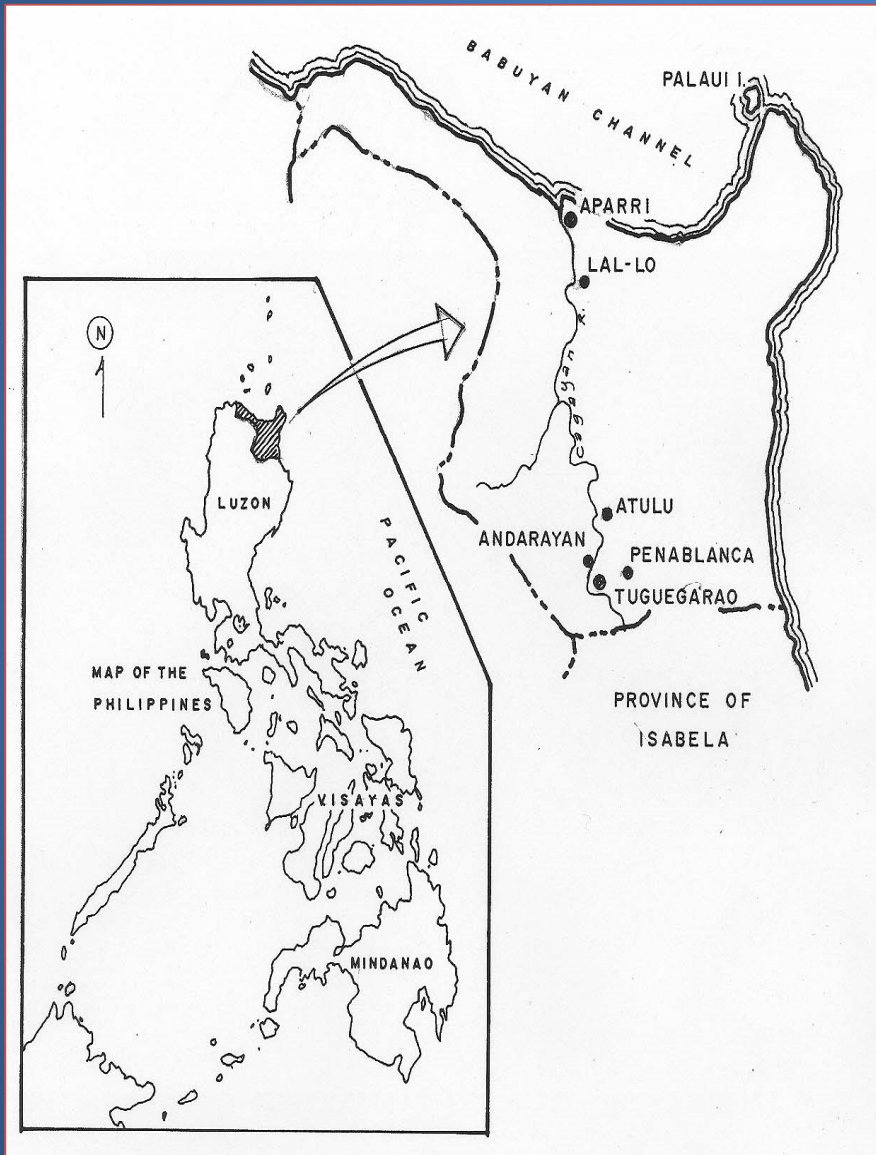 BABUYAN CHANNEL
PALAUI I.
APARRI
LAL-LO
Cagayan R.
ATULU
ANDARAYAN
PENABLANCA
TUGUEGARAO
PROVINCE OF
ISABELA
N
LUZON
PACIFIC
OCEAN
MAP OF THE
PHILIPPINES
VISAYAS
MINDANAO